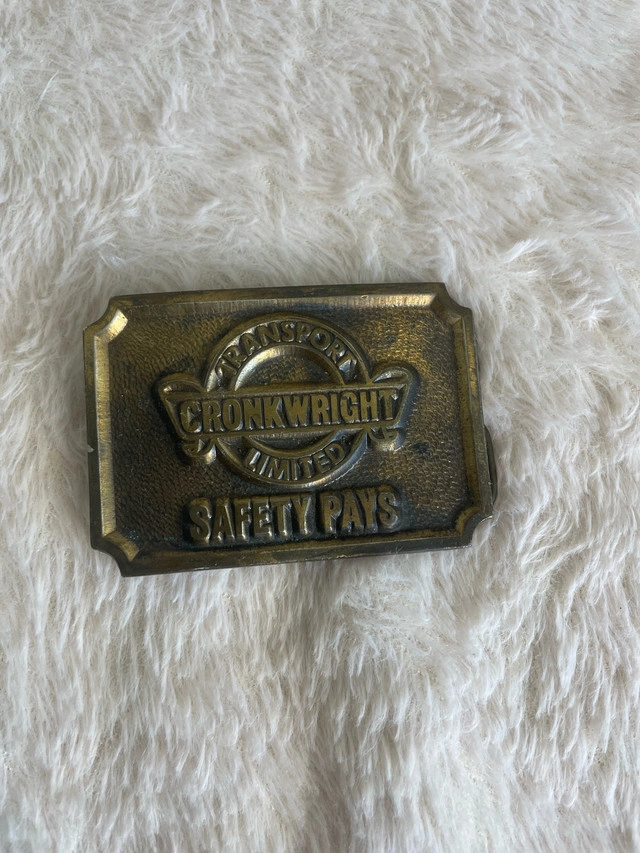 TRANSPORT
CRONKWRIGHT
LIMITED
SAFETY PAYS